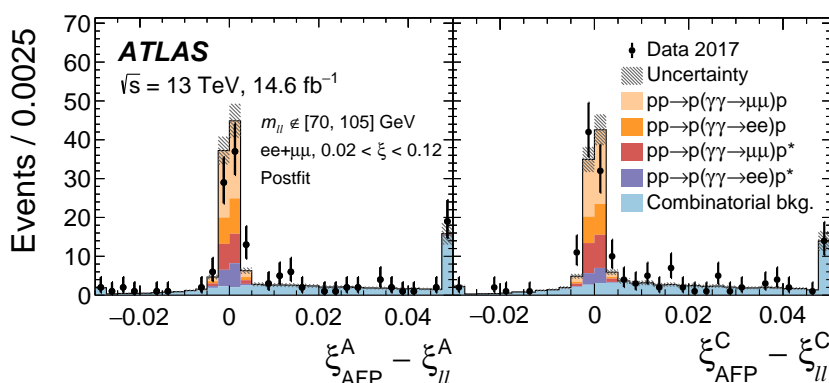 Events / 0.0025
70
60
50
40
30
20
10
0
ATLAS
√s = 13 TeV, 14.6 fb⁻¹
m_ll ∉ [70, 105] GeV
ee+μμ, 0.02 < ξ < 0.12
Postfit
−0.02 0 0.02 0.04
ξ^A_AFP − ξ^A_ll
Data 2017
Uncertainty
pp→p(γγ→μμ)p
pp→p(γγ→ee)p
pp→p(γγ→μμ)p*
pp→p(γγ→ee)p*
Combinatorial bkg.
−0.02 0 0.02 0.04
ξ^C_AFP − ξ^C_ll